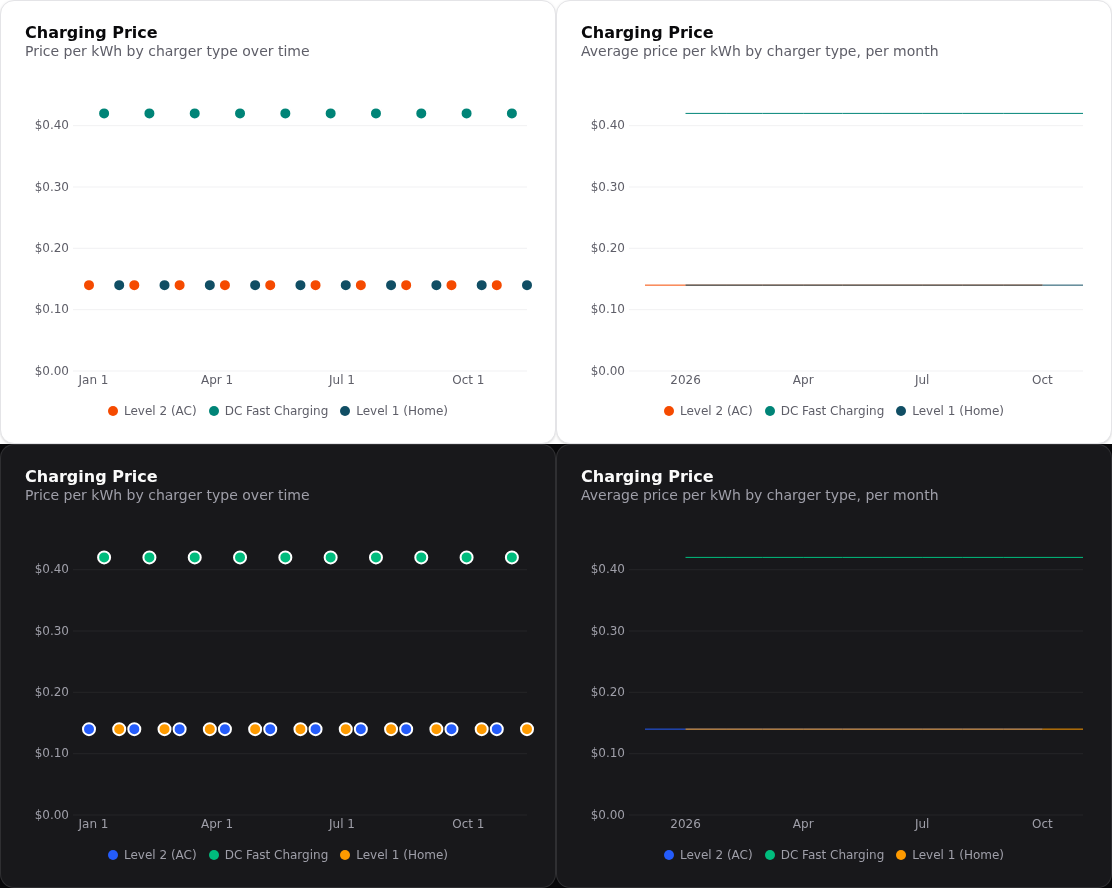 Charging Price
Price per kWh by charger type over time
$0.40
$0.30
$0.20
$0.10
$0.00
Jan 1 Apr 1 Jul 1 Oct 1
Level 2 (AC) DC Fast Charging Level 1 (Home)
Charging Price
Average price per kWh by charger type, per month
$0.40
$0.30
$0.20
$0.10
$0.00
2026 Apr Jul Oct
Level 2 (AC) DC Fast Charging Level 1 (Home)
Charging Price
Price per kWh by charger type over time
$0.40
$0.30
$0.20
$0.10
$0.00
Jan 1 Apr 1 Jul 1 Oct 1
Level 2 (AC) DC Fast Charging Level 1 (Home)
Charging Price
Average price per kWh by charger type, per month
$0.40
$0.30
$0.20
$0.10
$0.00
2026 Apr Jul Oct
Level 2 (AC) DC Fast Charging Level 1 (Home)